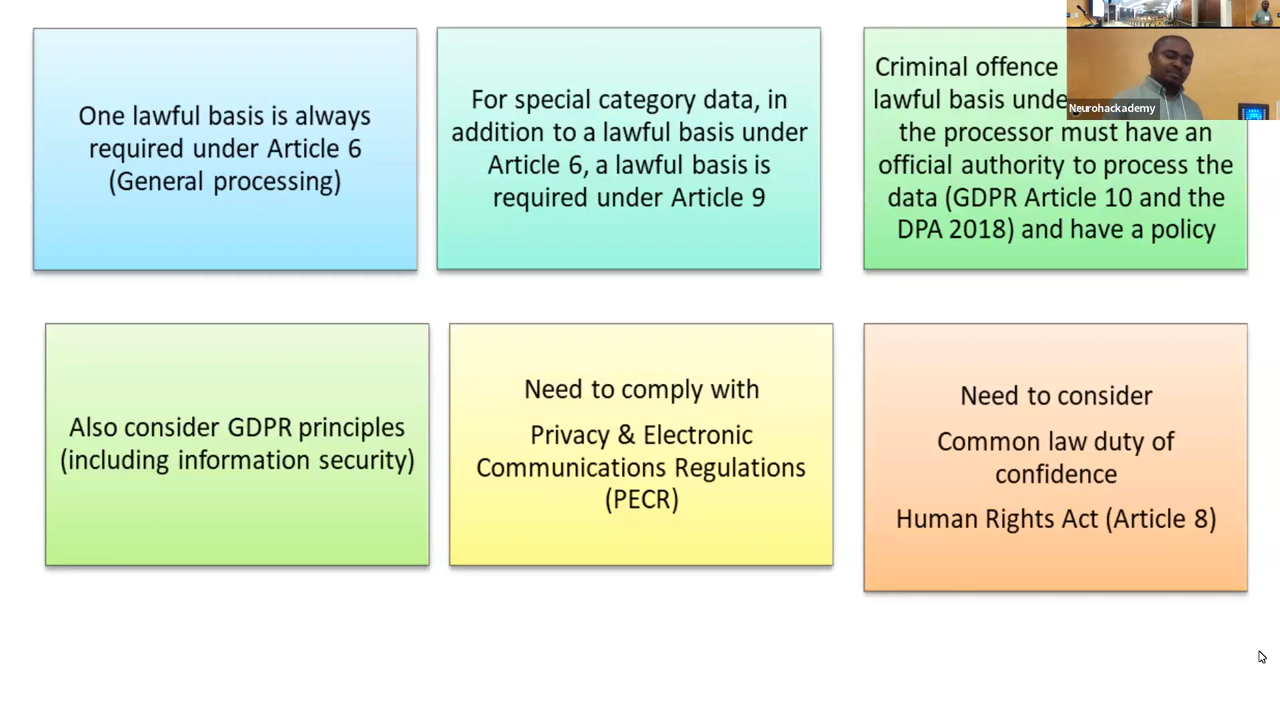 One lawful basis is always
required under Article 6
(General processing)
For special category data, in
addition to a lawful basis under
Article 6, a lawful basis is
required under Article 9
Criminal offence
lawful basis
the processor must have an
official authority to process the
data (GDPR Article 10 and the
DPA 2018) and have a policy
Neurohackademy
Also consider GDPR principles
(including information security)
Need to comply with
Privacy & Electronic
Communications Regulations
(PECR)
Need to consider
Common law duty of
confidence
Human Rights Act (Article 8)